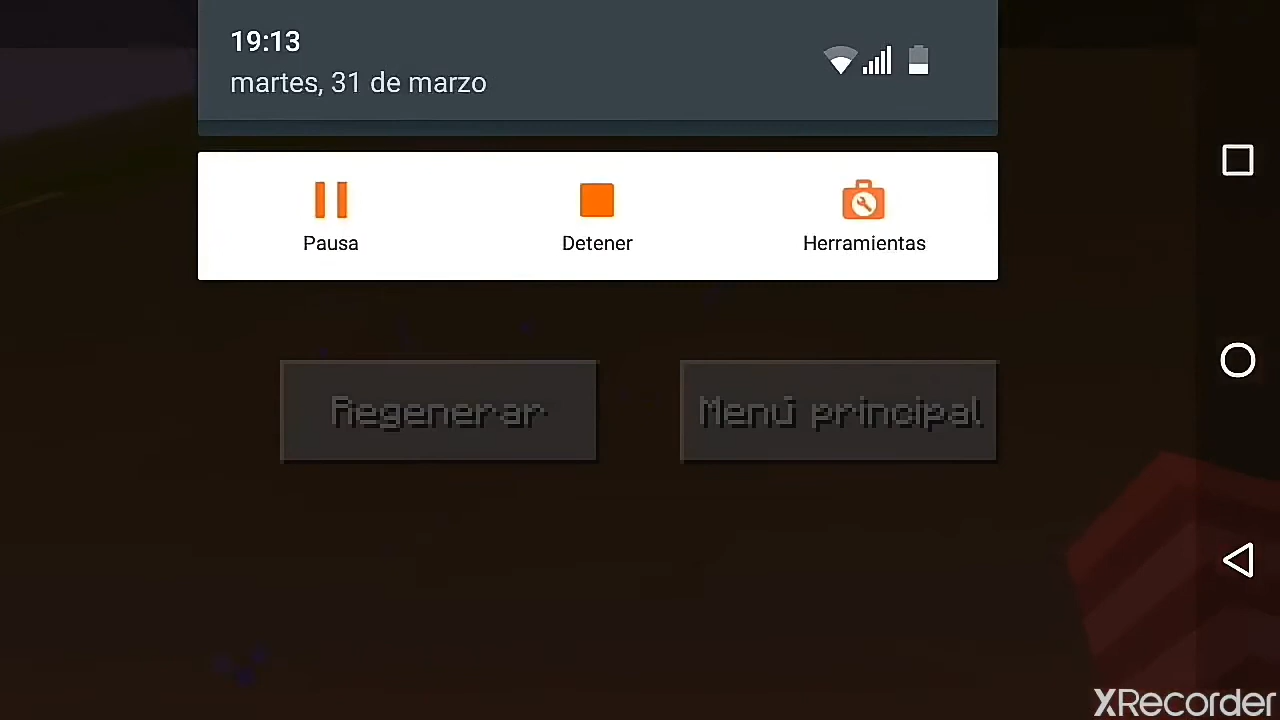 19:13
martes, 31 de marzo
Pausa
Detener
Herramientas
Regenerar
Menú principal
XRecorder